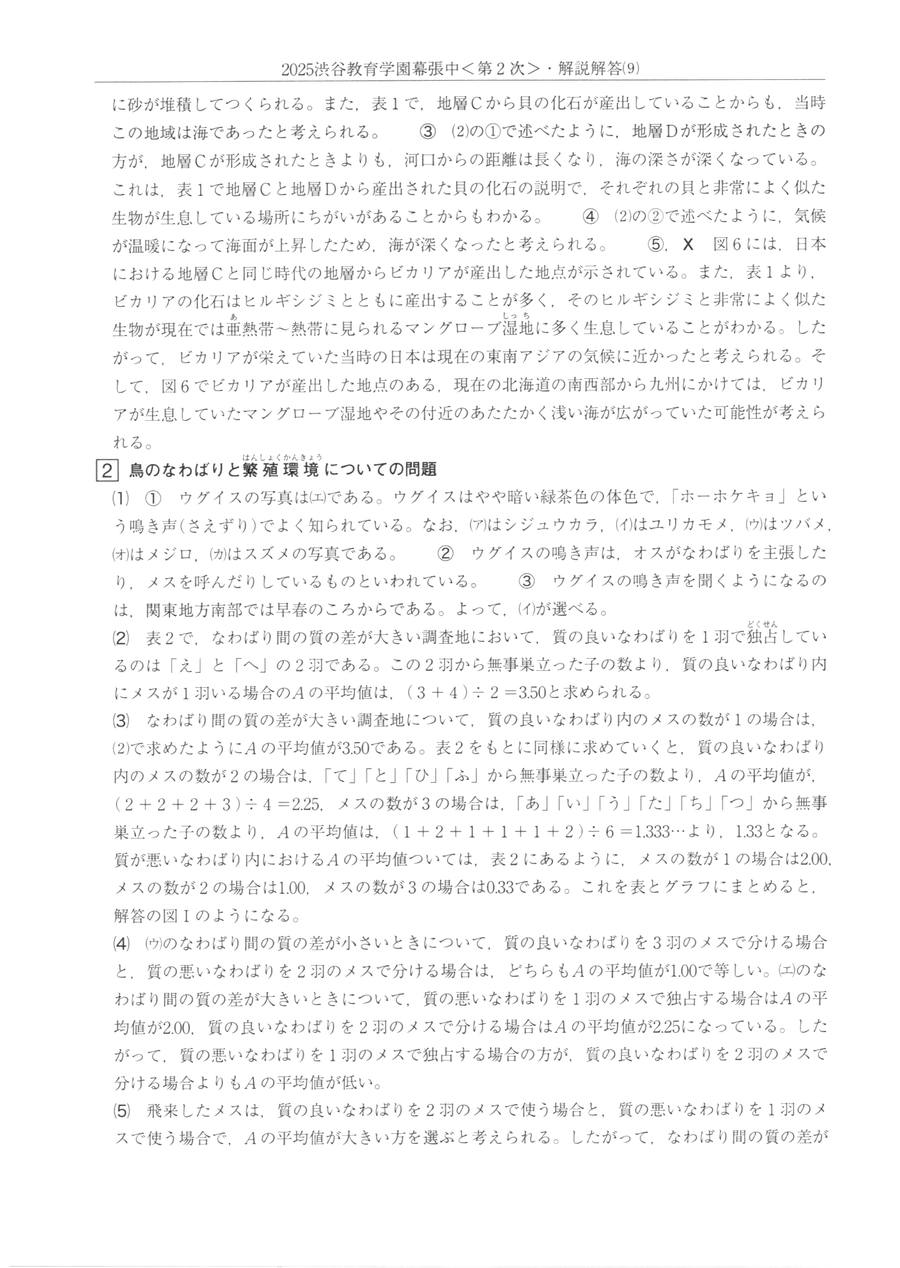 2025渋谷教育学園幕張中＜第２次＞・解説解答(9)
に砂が堆積してつくられる。また，表１で，地層Ｃから貝の化石が産出していることからも，当時
この地域は海であったと考えられる。　③　⑵の①で述べたように，地層Ｄが形成されたときの
方が，地層Ｃが形成されたときよりも，河口からの距離は長くなり，海の深さが深くなっている。
これは，表１で地層Ｃと地層Ｄから産出された貝の化石の説明で，それぞれの貝と非常によく似た
生物が生息している場所にちがいがあることからもわかる。　④　⑵の②で述べたように，気候
が温暖になって海面が上昇したため，海が深くなったと考えられる。　⑤，Ｘ　図６には，日本
における地層Ｃと同じ時代の地層からビカリアが産出した地点が示されている。また，表１より，
ビカリアの化石はヒルギシジミとともに産出することが多く，そのヒルギシジミと非常によく似た
あ　しっち
生物が現在では亜熱帯～熱帯に見られるマングローブ湿地に多く生息していることがわかる。した
がって，ビカリアが栄えていた当時の日本は現在の東南アジアの気候に近かったと考えられる。そ
して，図６でビカリアが産出した地点のある，現在の北海道の南西部から九州にかけては，ビカリ
アが生息していたマングローブ湿地やその付近のあたたかく浅い海が広がっていた可能性が考えら
れる。
はんしょくかんきょう
２　鳥のなわばりと繁殖環境についての問題
⑴　①　ウグイスの写真は㈓である。ウグイスはやや暗い緑茶色の体色で，「ホーホケキョ」とい
う鳴き声(さえずり)でよく知られている。なお，(ア)はシジュウカラ，(イ)はユリカモメ，(ウ)はツバメ，
(オ)はメジロ，(カ)はスズメの写真である。　②　ウグイスの鳴き声は，オスがなわばりを主張した
り，メスを呼んだりしているものといわれている。　③　ウグイスの鳴き声を聞くようになるの
は，関東地方南部では早春のころからである。よって，(イ)が選べる。
どくせん
⑵　表２で，なわばり間の質の差が大きい調査地において，質の良いなわばりを１羽で独占してい
るのは「え」と「へ」の２羽である。この２羽から無事巣立った子の数より，質の良いなわばり内
にメスが１羽いる場合のＡの平均値は，(３＋４)÷２＝3.50と求められる。
⑶　なわばり間の質の差が大きい調査地について，質の良いなわばり内のメスの数が１の場合は，
⑵で求めたようにＡの平均値が3.50である。表２をもとに同様に求めていくと，質の良いなわばり
内のメスの数が２の場合は，「て」「と」「ひ」「ふ」から無事巣立った子の数より，Ａの平均値が，
(２＋２＋２＋３)÷４＝2.25，メスの数が３の場合は，「あ」「い」「う」「た」「ち」「つ」から無事
巣立った子の数より，Ａの平均値は，(１＋２＋１＋１＋１＋２)÷６＝1.333…より，1.33となる。
質が悪いなわばり内におけるＡの平均値ついては，表２にあるように，メスの数が１の場合は2.00，
メスの数が２の場合は1.00，メスの数が３の場合は0.33である。これを表とグラフにまとめると，
解答の図Ⅰのようになる。
⑷　(ウ)のなわばり間の質の差が小さいときについて，質の良いなわばりを３羽のメスで分ける場合
と，質の悪いなわばりを２羽のメスで分ける場合は，どちらもＡの平均値が1.00で等しい。(エ)のな
わばり間の質の差が大きいときについて，質の悪いなわばりを１羽のメスで独占する場合はＡの平
均値が2.00，質の良いなわばりを２羽のメスで分ける場合はＡの平均値が2.25になっている。した
がって，質の悪いなわばりを１羽のメスで独占する場合の方が，質の良いなわばりを２羽のメスで
分ける場合よりもＡの平均値が低い。
⑸　飛来したメスは，質の良いなわばりを２羽のメスで使う場合と，質の悪いなわばりを１羽のメ
スで使う場合で，Ａの平均値が大きい方を選ぶと考えられる。したがって，なわばり間の質の差が